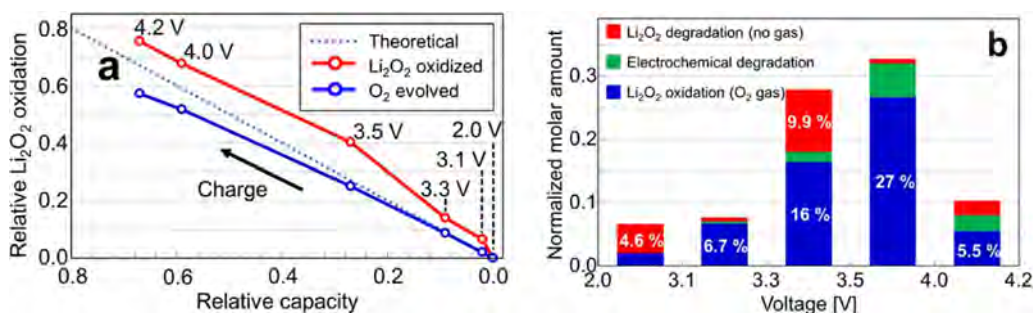 a
Theoretical
Li₂O₂ oxidized
O₂ evolved
4.2 V
4.0 V
3.5 V
3.3 V
3.1 V
2.0 V
Charge
Relative Li₂O₂ oxidation
0.8
0.6
0.4
0.2
0.0
0.8
0.6
0.4
0.2
0.0
Relative capacity
b
Li₂O₂ degradation (no gas)
Electrochemical degradation
Li₂O₂ oxidation (O₂ gas)
Normalized molar amount
0.3
0.2
0.1
0.0
4.6 %
6.7 %
9.9 %
16 %
27 %
5.5 %
2.0
3.1
3.3
3.5
4.0
4.2
Voltage [V]